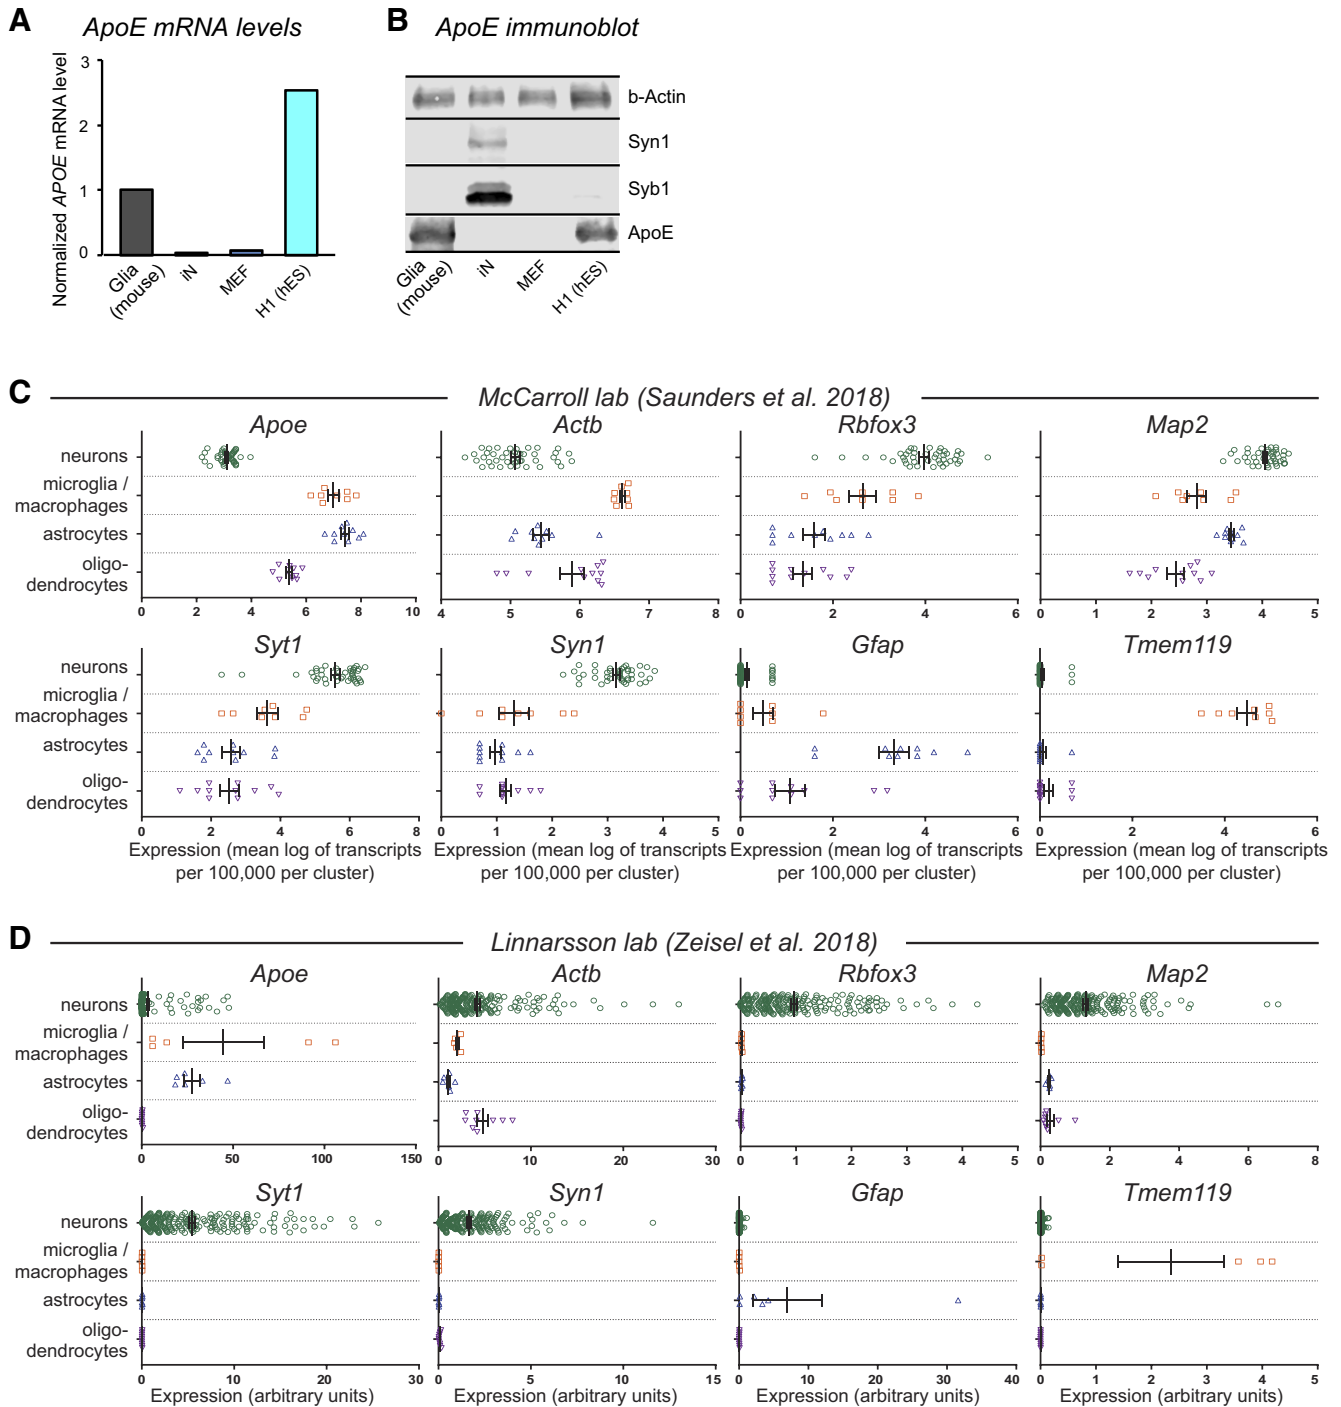 A ApoE mRNA levels
Normalized APOE mRNA level
3
2
1
0
Glia
(mouse)
iN
MEF
H1 (hES)
B ApoE immunoblot
b-Actin
Syn1
Syb1
ApoE
Glia
(mouse)
iN
MEF
H1 (hES)
C McCarroll lab (Saunders et al. 2018)
Apoe Actb Rbfox3 Map2
neurons
microglia /
macrophages
astrocytes
oligo-
dendrocytes
0 2 4 6 8 10 4 5 6 7 8 0 2 4 6 0 1 2 3 4 5
Syt1 Syn1 Gfap Tmem119
neurons
microglia /
macrophages
astrocytes
oligo-
dendrocytes
0 2 4 6 8 0 1 2 3 4 5 0 2 4 6 0 2 4 6
Expression (mean log of transcripts Expression (mean log of transcripts Expression (mean log of transcripts Expression (mean log of transcripts
per 100,000 per cluster) per 100,000 per cluster) per 100,000 per cluster) per 100,000 per cluster)
D Linnarsson lab (Zeisel et al. 2018)
Apoe Actb Rbfox3 Map2
neurons
microglia /
macrophages
astrocytes
oligo-
dendrocytes
0 50 100 150 0 10 20 30 0 1 2 3 4 5 0 2 4 6 8
Syt1 Syn1 Gfap Tmem119
neurons
microglia /
macrophages
astrocytes
oligo-
dendrocytes
0 10 20 30 0 5 10 15 0 10 20 30 40 0 1 2 3 4 5
Expression (arbitrary units) Expression (arbitrary units) Expression (arbitrary units) Expression (arbitrary units)